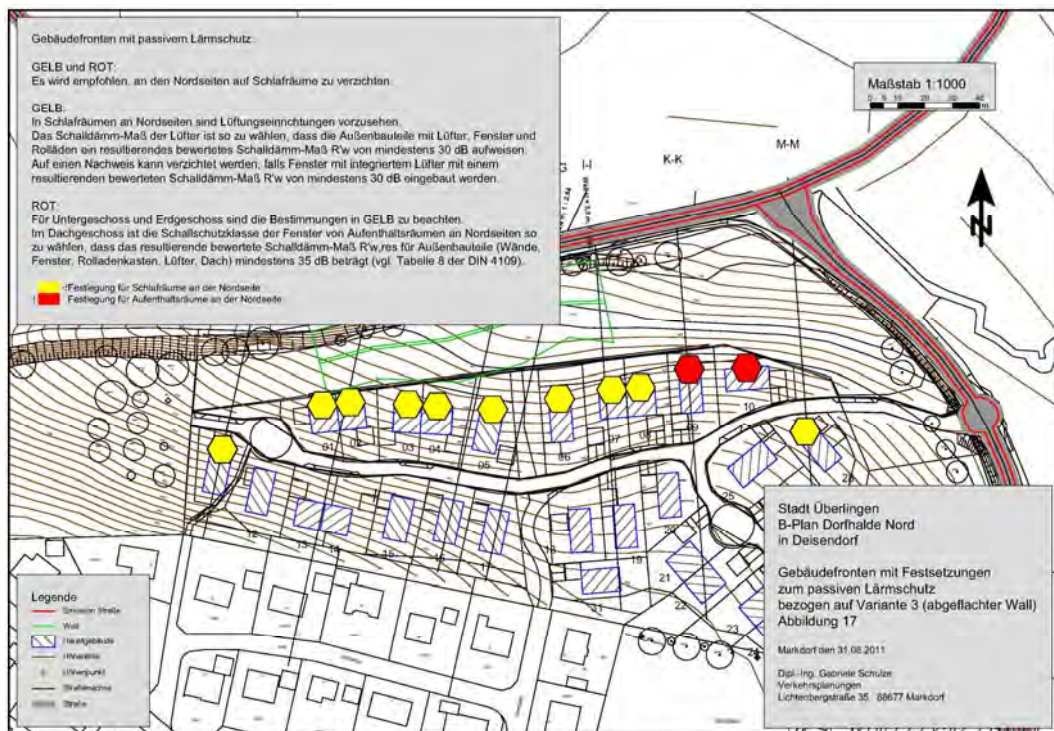 Gebäudefronten mit passivem Lärmschutz:
GELB und ROT:
Es wird empfohlen, an den Nordseiten auf Schlafräume zu verzichten.
GELB:
In Schlafräumen an Nordseiten sind Lüftungseinrichtungen vorzusehen.
Das Schalldämm-Maß der Lüfter ist so zu wählen, dass die Außenbauteile mit Lüfter, Fenster und
Rolläden ein resultierendes bewertetes Schalldämm-Maß R'w von mindestens 30 dB aufweisen.
Auf einen Nachweis kann verzichtet werden, falls Fenster mit integriertem Lüfter mit einem
resultierenden bewerteten Schalldämm-Maß R'w von mindestens 30 dB eingebaut werden.
ROT:
Für Untergeschoss und Erdgeschoss sind die Bestimmungen in GELB zu beachten.
Im Dachgeschoss ist die Schallschutzklasse der Fenster von Aufenthaltsräumen an Nordseiten so
zu wählen, dass das resultierende bewertete Schalldämm-Maß R'w,res für Außenbauteile (Wände,
Fenster, Rolladenkasten, Lüfter, Dach) mindestens 35 dB beträgt (vgl. Tabelle 8 der DIN 4109).
Festlegung für Schlafräume an der Nordseite
Festlegung für Aufenthaltsräume an der Nordseite
Maßstab 1:1000
0 5 10 20 30 40
m
M-M
K-K
I-I
G
N
01
02
03
04
05
06
07
08
09
10
12
13
14
15
16
17
18
19
20
21
22
23
24
25
26
31
Legende
Emission Straße
Wall
Hauptgebäude
Höhenlinie
Höhenpunkt
Straßenachse
Straße
Stadt Überlingen
B-Plan Dorfhalde Nord
in Deisendorf
Gebäudefronten mit Festsetzungen
zum passiven Lärmschutz
bezogen auf Variante 3 (abgeflachter Wall)
Abbildung 17
Markdorf den 31.08.2011
Dipl.-Ing. Gabriele Schulze
Verkehrsplanungen
Lichtenbergstraße 35 88677 Markdorf